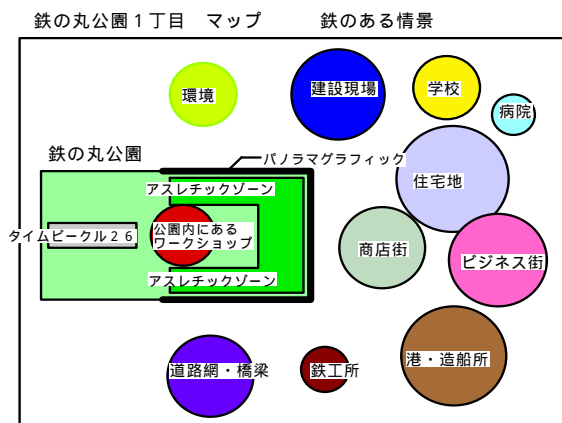 鉄の丸公園１丁目　マップ　　鉄のある情景
環境
建設現場
学校
病院
鉄の丸公園
パノラマグラフィック
アスレチックゾーン
住宅地
タイムビークル２６
公園内にある
ワークショップ
商店街
ビジネス街
アスレチックゾーン
道路網・橋梁
鉄工所
港・造船所